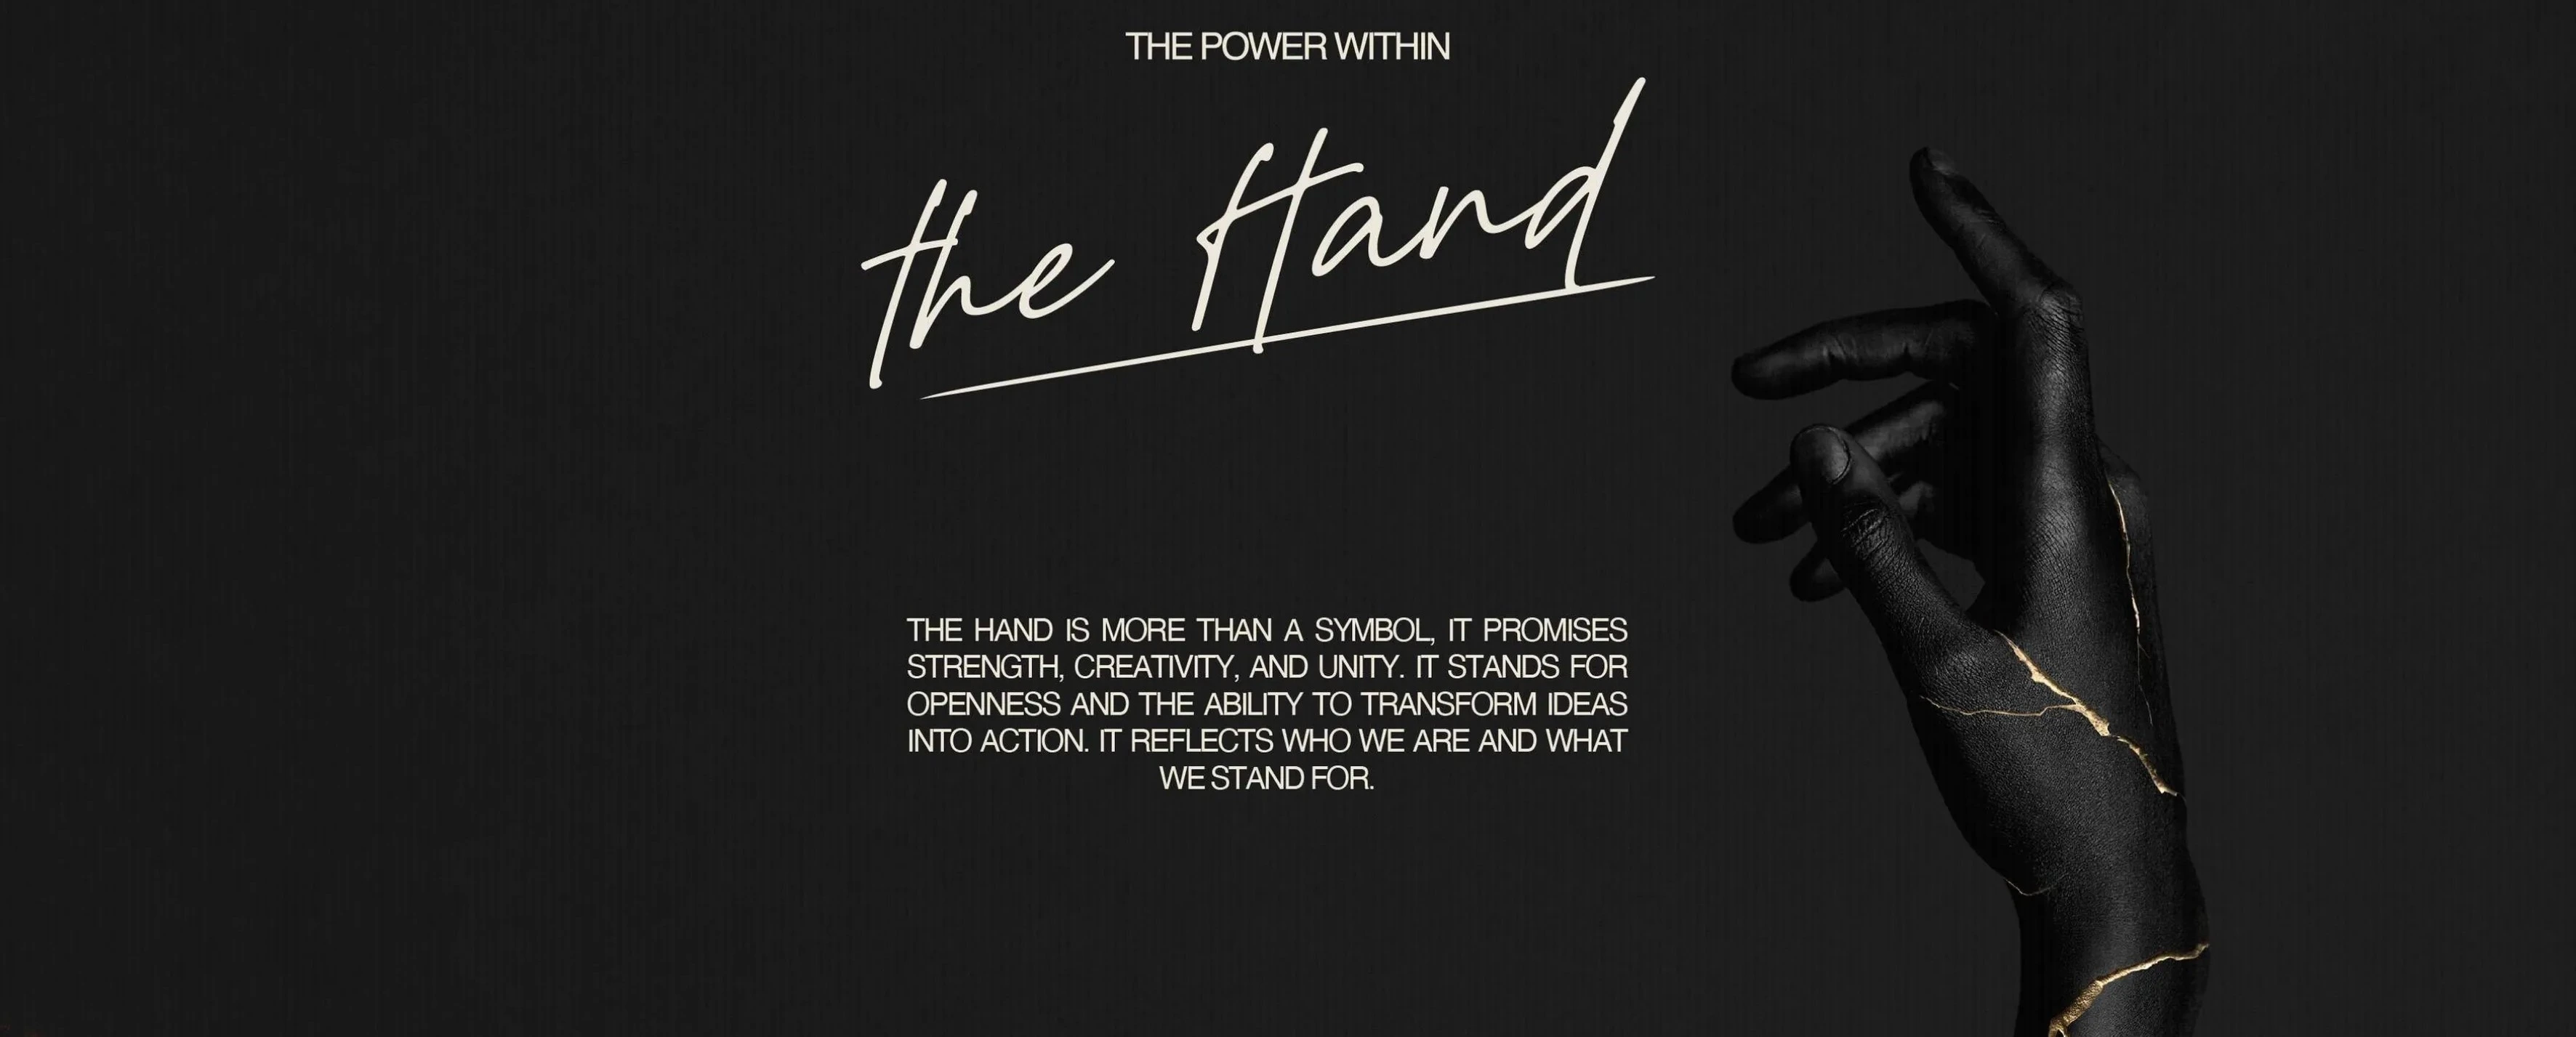 THE POWER WITHIN
the Hand
THE HAND IS MORE THAN A SYMBOL, IT PROMISES
STRENGTH, CREATIVITY, AND UNITY. IT STANDS FOR
OPENNESS AND THE ABILITY TO TRANSFORM IDEAS
INTO ACTION. IT REFLECTS WHO WE ARE AND WHAT
WE STAND FOR.